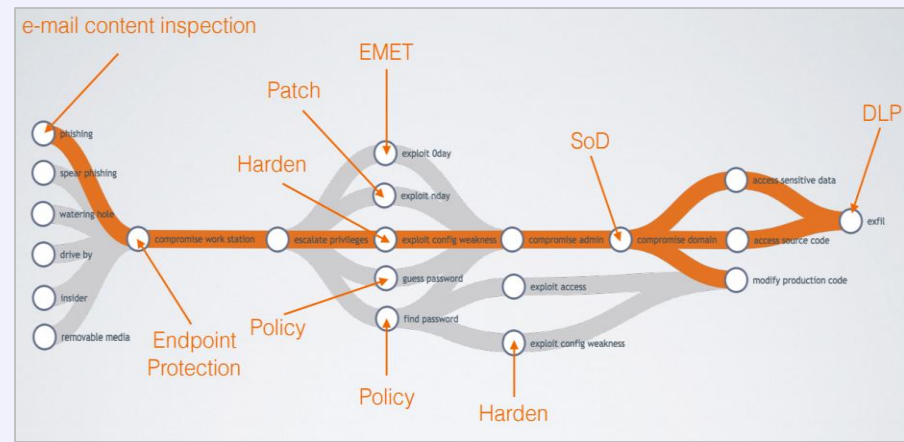 e-mail content inspection
EMET
Patch
DLP
SoD
Harden
phishing
exploit 0day
access sensitive data
spear phishing
exploit nday
watering hole
exfil
compromise work station
escalate privileges
exploit config weakness
compromise admin
compromise domain
access source code
drive by
guess password
exploit access
modify production code
insider
find password
removable media
exploit config weakness
Policy
Endpoint
Protection
Policy
Harden